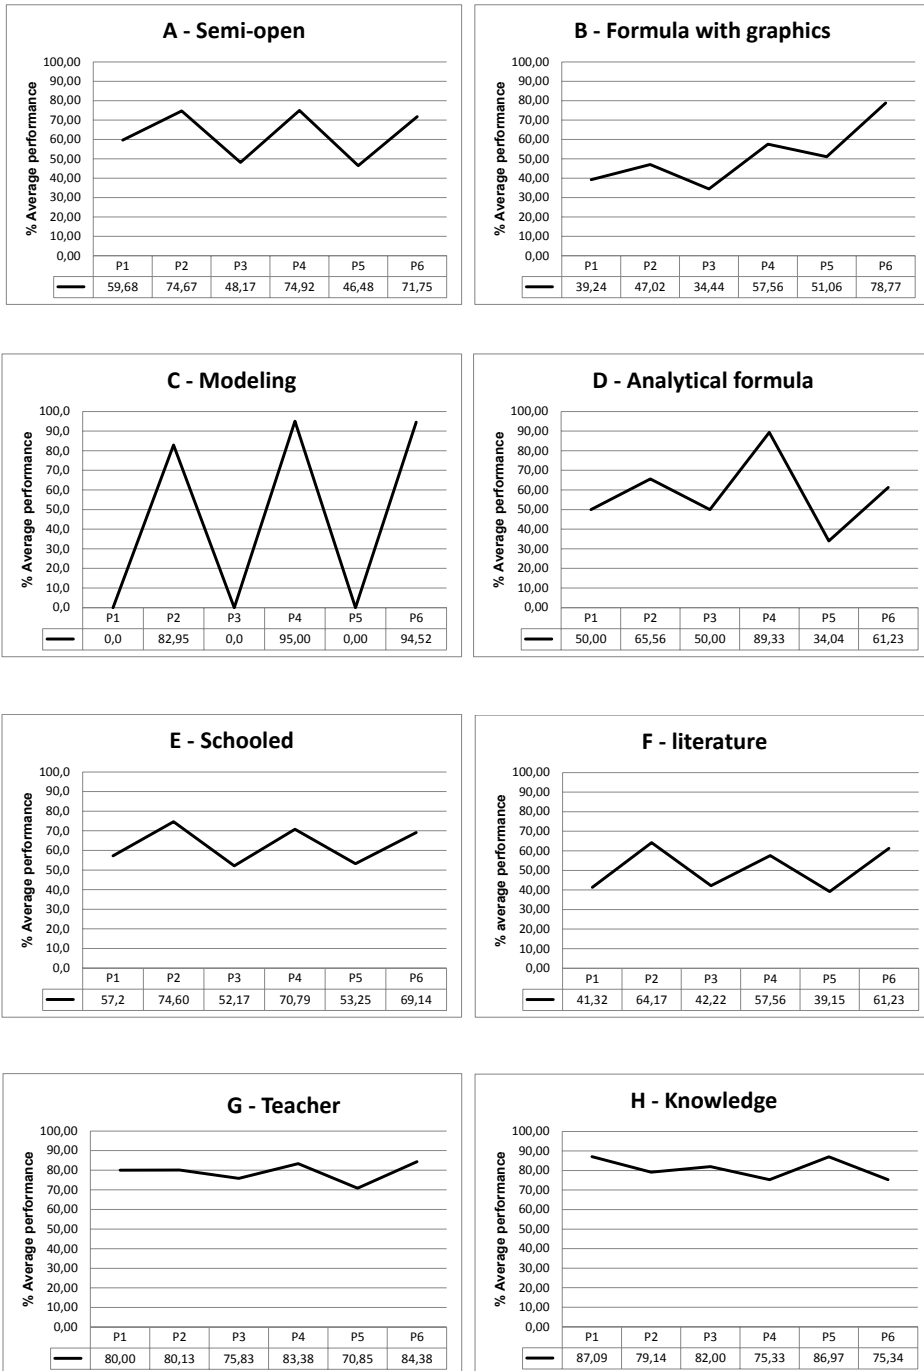 A - Semi-open
% Average performance
100,00
90,00
80,00
70,00
60,00
50,00
40,00
30,00
20,00
10,00
0,00
P1 P2 P3 P4 P5 P6
59,68 74,67 48,17 74,92 46,48 71,75
B - Formula with graphics
% Average performance
100,00
90,00
80,00
70,00
60,00
50,00
40,00
30,00
20,00
10,00
0,00
P1 P2 P3 P4 P5 P6
39,24 47,02 34,44 57,56 51,06 78,77
C - Modeling
% Average performance
100,0
90,0
80,0
70,0
60,0
50,0
40,0
30,0
20,0
10,0
0,0
P1 P2 P3 P4 P5 P6
0,0 82,95 0,0 95,00 0,00 94,52
D - Analytical formula
% Average performance
100,00
90,00
80,00
70,00
60,00
50,00
40,00
30,00
20,00
10,00
0,00
P1 P2 P3 P4 P5 P6
50,00 65,56 50,00 89,33 34,04 61,23
E - Schooled
% Average performance
100,0
90,0
80,0
70,0
60,0
50,0
40,0
30,0
20,0
10,0
0,0
P1 P2 P3 P4 P5 P6
57,2 74,60 52,17 70,79 53,25 69,14
F - literature
% average performance
100,00
90,00
80,00
70,00
60,00
50,00
40,00
30,00
20,00
10,00
0,00
P1 P2 P3 P4 P5 P6
41,32 64,17 42,22 57,56 39,15 61,23
G - Teacher
% Average performance
100,00
90,00
80,00
70,00
60,00
50,00
40,00
30,00
20,00
10,00
0,00
P1 P2 P3 P4 P5 P6
80,00 80,13 75,83 83,38 70,85 84,38
H - Knowledge
% Average performance
100,00
90,00
80,00
70,00
60,00
50,00
40,00
30,00
20,00
10,00
0,00
P1 P2 P3 P4 P5 P6
87,09 79,14 82,00 75,33 86,97 75,34